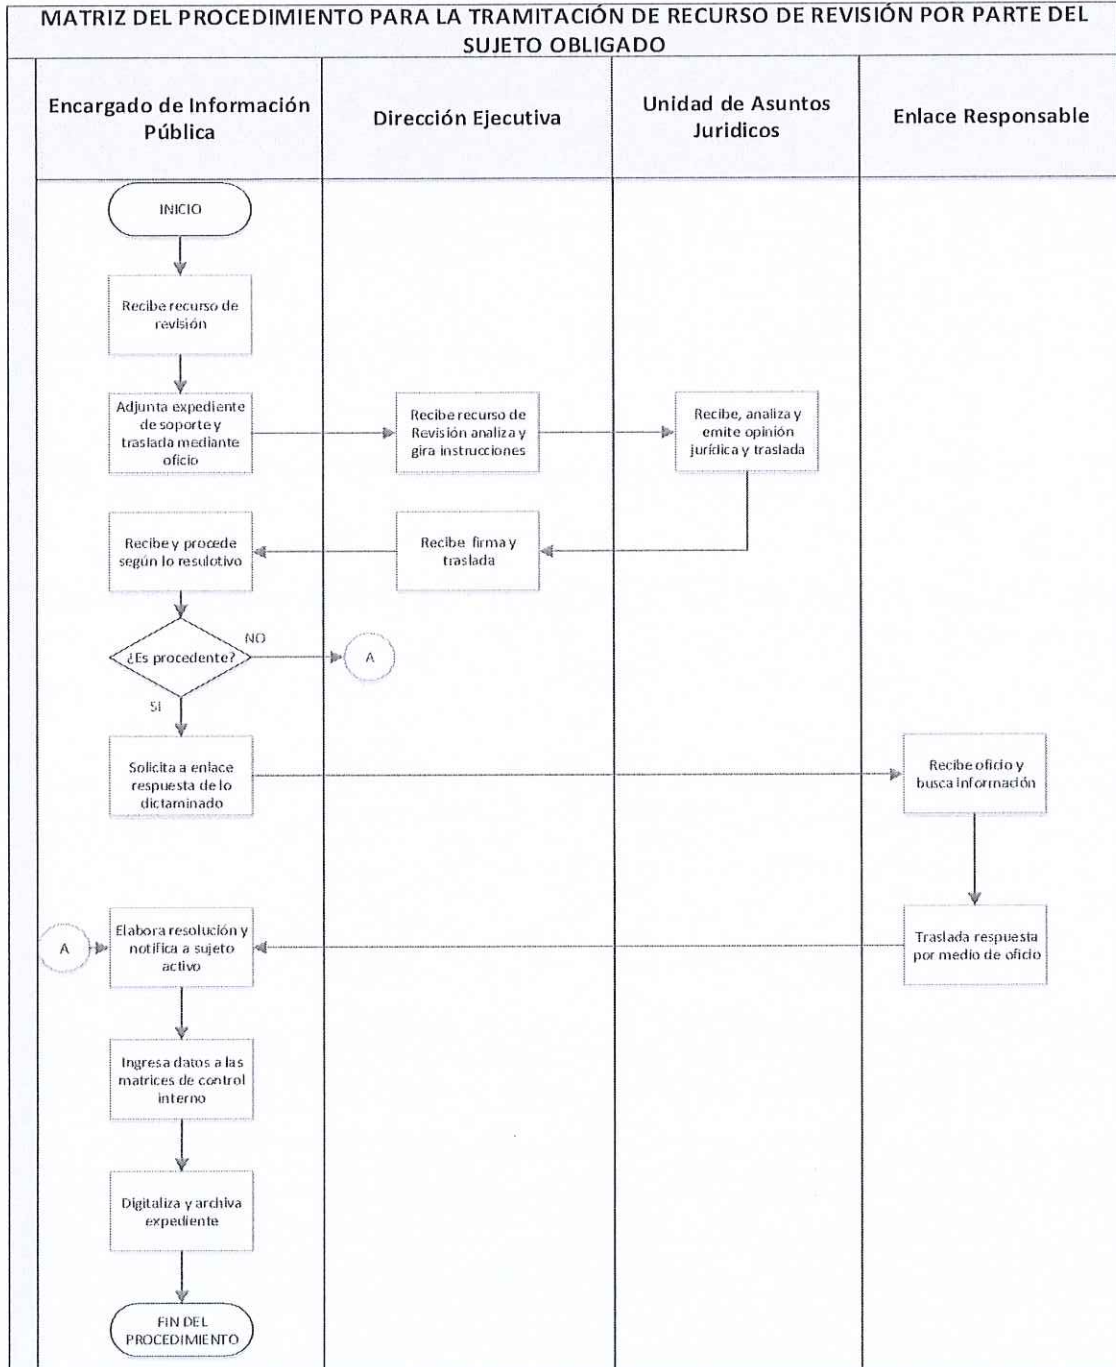 MATRIZ DEL PROCEDIMIENTO PARA LA TRAMITACIÓN DE RECURSO DE REVISIÓN POR PARTE DEL
SUJETO OBLIGADO
Encargado de Información
Pública
Dirección Ejecutiva
Unidad de Asuntos
Juridicos
Enlace Responsable
INICIO
Recibe recurso de
revisión
Adjunta expediente
de soporte y
traslada mediante
oficio
Recibe recurso de
Revisión analiza y
gira instrucciones
Recibe, analiza y
emite opinión
jurídica y traslada
Recibe y procede
según lo resulotivo
Recibe firma y
traslada
¿Es procedente?
NO
A
SI
Solicita a enlace
respuesta de lo
dictaminado
Recibe oficio y
busca información
A
Elabora resolución y
notifica a sujeto
activo
Traslada respuesta
por medio de oficio
Ingresa datos a las
matrices de control
interno
Digitaliza y archiva
expediente
FIN DEL
PROCEDIMIENTO